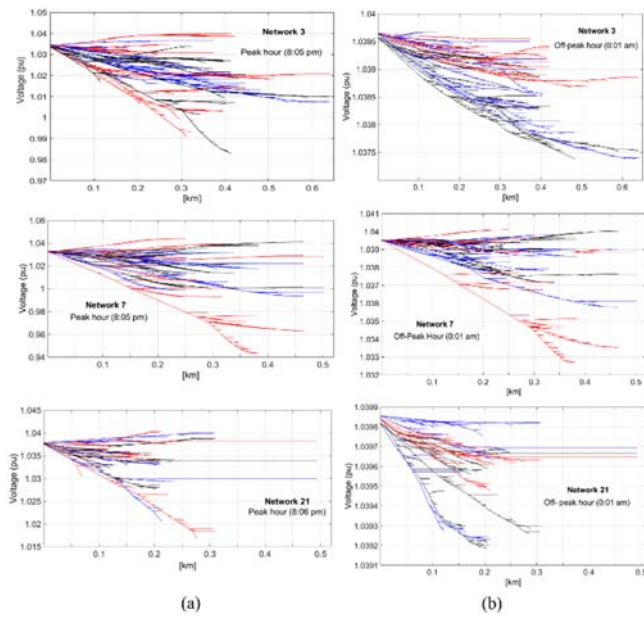 1.05
1.04
1.03
1.02
1.01
1
0.99
0.98
0.97
Voltage (pu)
Network 3
Peak hour (8:05 pm)
0.1 0.2 0.3 0.4 0.5 0.6
[km]
1.04
1.0395
1.039
1.0385
1.038
1.0375
Voltage (pu)
Network 3
Off-peak hour (0:01 am)
0.1 0.2 0.3 0.4 0.5 0.6
[km]
1.06
1.04
1.02
1
0.98
0.96
0.94
Voltage (pu)
Network 7
Peak hour (8:05 pm)
0.1 0.2 0.3 0.4 0.5
[km]
1.041
1.04
1.039
1.037
1.036
1.035
1.033
1.032
Voltage (pu)
Network 7
Off-Peak Hour (0:01 am)
0.1 0.2 0.3 0.4 0.5
[km]
1.045
1.04
1.035
1.03
1.025
1.02
1.015
Voltage (pu)
Network 21
Peak hour (8:06 pm)
0.1 0.2 0.3 0.4 0.5
[km]
1.0399
1.0398
1.0396
1.0395
1.0394
1.0393
1.0391
Voltage (pu)
Network 21
Off- peak hour (0:01 am)
0.1 0.2 0.3 0.4 0.5
[km]
(a) (b)